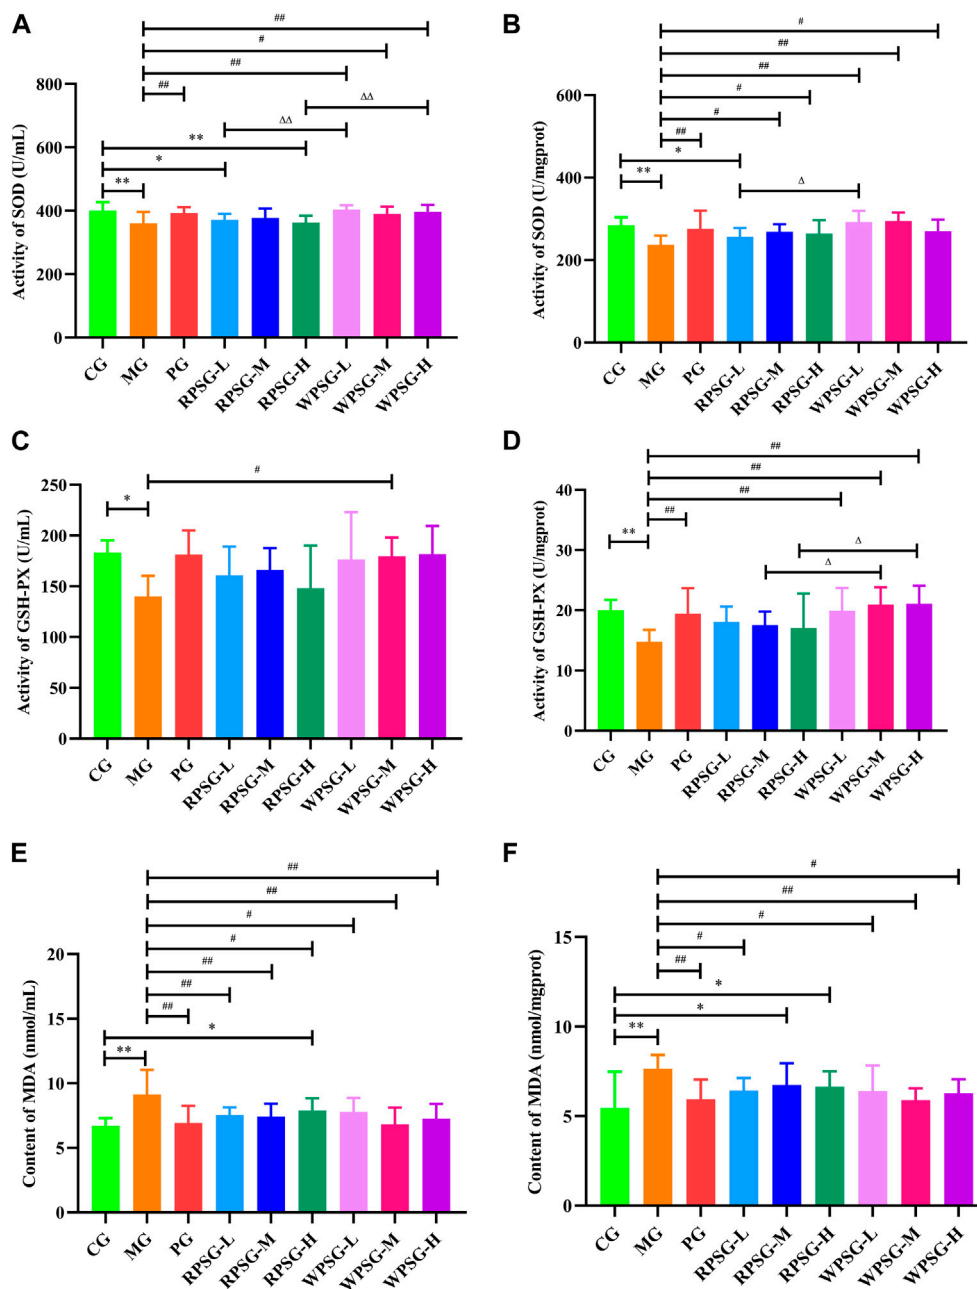 A
##
#
##
##
ΔΔ
ΔΔ
**
*
**
Activity of SOD (U/mL)
800
600
400
200
0
CG
MG
PG
RPSG-L
RPSG-M
RPSG-H
WPSG-L
WPSG-M
WPSG-H
B
#
##
##
#
#
##
*
**
Δ
Activity of SOD (U/mgprot)
600
400
200
0
CG
MG
PG
RPSG-L
RPSG-M
RPSG-H
WPSG-L
WPSG-M
WPSG-H
C
#
*
Activity of GSH-PX (U/mL)
250
200
150
100
50
0
CG
MG
PG
RPSG-L
RPSG-M
RPSG-H
WPSG-L
WPSG-M
WPSG-H
D
##
##
##
##
**
Δ
Δ
Activity of GSH-PX (U/mgprot)
40
30
20
10
0
CG
MG
PG
RPSG-L
RPSG-M
RPSG-H
WPSG-L
WPSG-M
WPSG-H
E
##
##
#
#
##
##
##
*
**
Content of MDA (nmol/mL)
20
15
10
5
0
CG
MG
PG
RPSG-L
RPSG-M
RPSG-H
WPSG-L
WPSG-M
WPSG-H
F
#
##
#
#
##
*
*
**
Content of MDA (nmol/mgprot)
15
10
5
0
CG
MG
PG
RPSG-L
RPSG-M
RPSG-H
WPSG-L
WPSG-M
WPSG-H